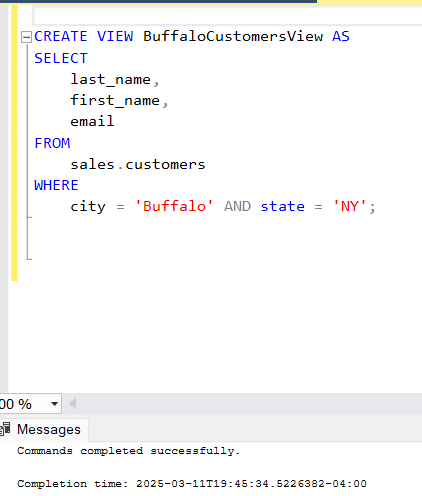 CREATE VIEW BuffaloCustomersView AS
SELECT
last_name,
first_name,
email
FROM
sales.customers
WHERE
city = 'Buffalo' AND state = 'NY';
00 %
Messages
Commands completed successfully.
Completion time: 2025-03-11T19:45:34.5226382-04:00